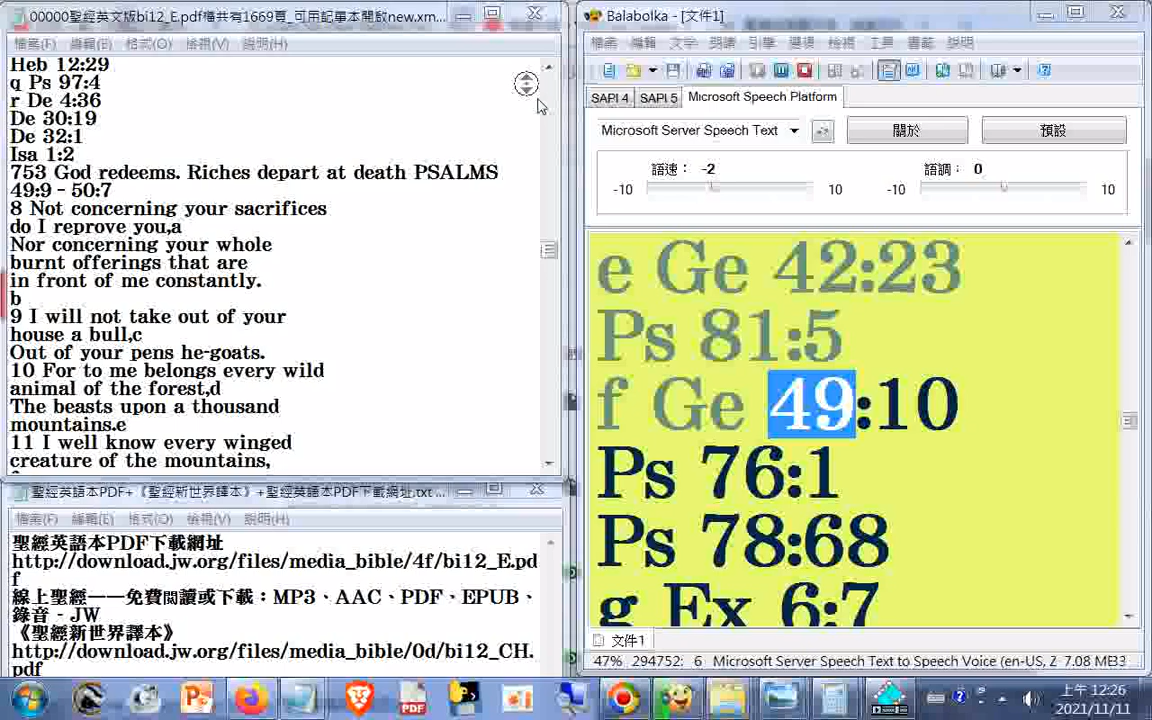 00000聖經英文版bi12_E.pdf檔共有1669頁_可用記事本開啟new.xm...
檔案(F) 編輯(E) 格式(O) 檢視(V) 說明(H)
Heb 12:29
q Ps 97:4
r De 4:36
De 30:19
De 32:1
Isa 1:2
753 God redeems. Riches depart at death PSALMS
49:9 - 50:7
8 Not concerning your sacrifices
do I reprove you,a
Nor concerning your whole
burnt offerings that are
in front of me constantly.
b
9 I will not take out of your
house a bull,c
Out of your pens he-goats.
10 For to me belongs every wild
animal of the forest,d
The beasts upon a thousand
mountains.e
11 I well know every winged
creature of the mountains,
聖經英語本PDF+《聖經新世界譯本》+聖經英語本PDF下載網址.txt ...
檔案(F) 編輯(E) 格式(O) 檢視(V) 說明(H)
聖經英語本PDF下載網址
http://download.jw.org/files/media_bible/4f/bi12_E.pd
f
線上聖經——免費閱讀或下載：MP3、AAC、PDF、EPUB、
錄音 - JW
《聖經新世界譯本》
http://download.jw.org/files/media_bible/0d/bi12_CH.
pdf
Balabolka - [文件1]
檔案 編輯 文字 朗讀 引擎 選項 檢視 工具 書籤 說明
SAPI 4 SAPI 5 Microsoft Speech Platform
Microsoft Server Speech Text 關於 預設
語速： -2 語調： 0
-10 10 -10 10
e Ge 42:23
Ps 81:5
f Ge 49:10
Ps 76:1
Ps 78:68
g Ex 6:7
文件1
47% 294752: 6 Microsoft Server Speech Text to Speech Voice (en-US, Z 7.08 MB3
PDF
上午 12:26
2021/11/11